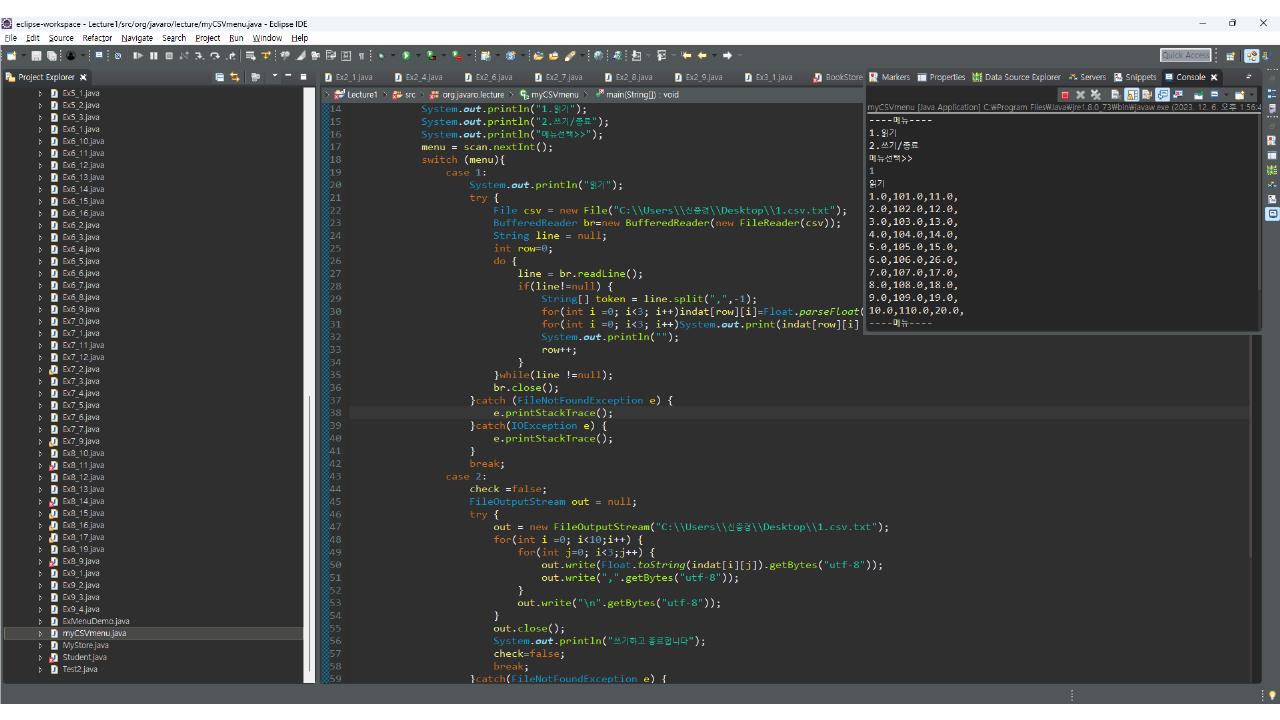 eclipse-workspace - Lecture1/src/org/javaro/lecture/myCSVmenu.java - Eclipse IDE
File Edit Source Refactor Navigate Search Project Run Window Help
Quick Access
Project Explorer
Ex5_1.java
Ex5_2.java
Ex5_3.java
Ex6_1.java
Ex6_10.java
Ex6_11.java
Ex6_12.java
Ex6_13.java
Ex6_14.java
Ex6_15.java
Ex6_16.java
Ex6_2.java
Ex6_3.java
Ex6_4.java
Ex6_5.java
Ex6_6.java
Ex6_7.java
Ex6_8.java
Ex6_9.java
Ex7_0.java
Ex7_1.java
Ex7_11.java
Ex7_12.java
Ex7_2.java
Ex7_3.java
Ex7_4.java
Ex7_5.java
Ex7_6.java
Ex7_7.java
Ex7_9.java
Ex8_10.java
Ex8_11.java
Ex8_12.java
Ex8_13.java
Ex8_14.java
Ex8_15.java
Ex8_16.java
Ex8_17.java
Ex8_19.java
Ex8_9.java
Ex9_1.java
Ex9_2.java
Ex9_3.java
Ex9_4.java
ExMenuDemo.java
myCSVmenu.java
MyStore.java
Student.java
Test2.java
Ex2_1.java Ex2_4.java Ex2_6.java Ex2_7.java Ex2_8.java Ex2_9.java Ex3_1.java BookStore
Lecture1 src org.javaro.lecture myCSVmenu main(String[]) : void
14 System.out.println("1.읽기");
15 System.out.println("2.쓰기/종료");
16 System.out.println("메뉴선택>>");
17 menu = scan.nextInt();
18 switch (menu){
19 case 1:
20 System.out.println("읽기");
21 try {
22 File csv = new File("C:\\Users\\신중경\\Desktop\\1.csv.txt");
23 BufferedReader br=new BufferedReader(new FileReader(csv));
24 String line = null;
25 int row=0;
26 do {
27 line = br.readLine();
28 if(line!=null) {
29 String[] token = line.split(",",-1);
30 for(int i =0; i<3; i++)indat[row][i]=Float.parseFloat(
31 for(int i =0; i<3; i++)System.out.print(indat[row][i]
32 System.out.println("");
33 row++;
34 }
35 }while(line !=null);
36 br.close();
37 }catch (FileNotFoundException e) {
38 e.printStackTrace();
39 }catch(IOException e) {
40 e.printStackTrace();
41 }
42 break;
43 case 2:
44 check =false;
45 FileOutputStream out = null;
46 try {
47 out = new FileOutputStream("C:\\Users\\신중경\\Desktop\\1.csv.txt");
48 for(int i =0; i<10;i++) {
49 for(int j=0; i<3;j++) {
50 out.write(Float.toString(indat[i][j]).getBytes("utf-8"));
51 out.write(",".getBytes("utf-8"));
52 }
53 out.write("\n".getBytes("utf-8"));
54 }
55 out.close();
56 System.out.println("쓰기하고 종료합니다");
57 check=false;
58 break;
59 }catch(FileNotFoundException e) {
Markers Properties Data Source Explorer Servers Snippets Console
myCSVmenu [Java Application] C:\Program Files\Java\jre1.8.0_73\bin\javaw.exe (2023. 12. 6. 오후 1:56:4
----메뉴----
1.읽기
2.쓰기/종료
메뉴선택>>
1
읽기
1.0,101.0,11.0,
2.0,102.0,12.0,
3.0,103.0,13.0,
4.0,104.0,14.0,
5.0,105.0,15.0,
6.0,106.0,26.0,
7.0,107.0,17.0,
8.0,108.0,18.0,
9.0,109.0,19.0,
10.0,110.0,20.0,
----메뉴----